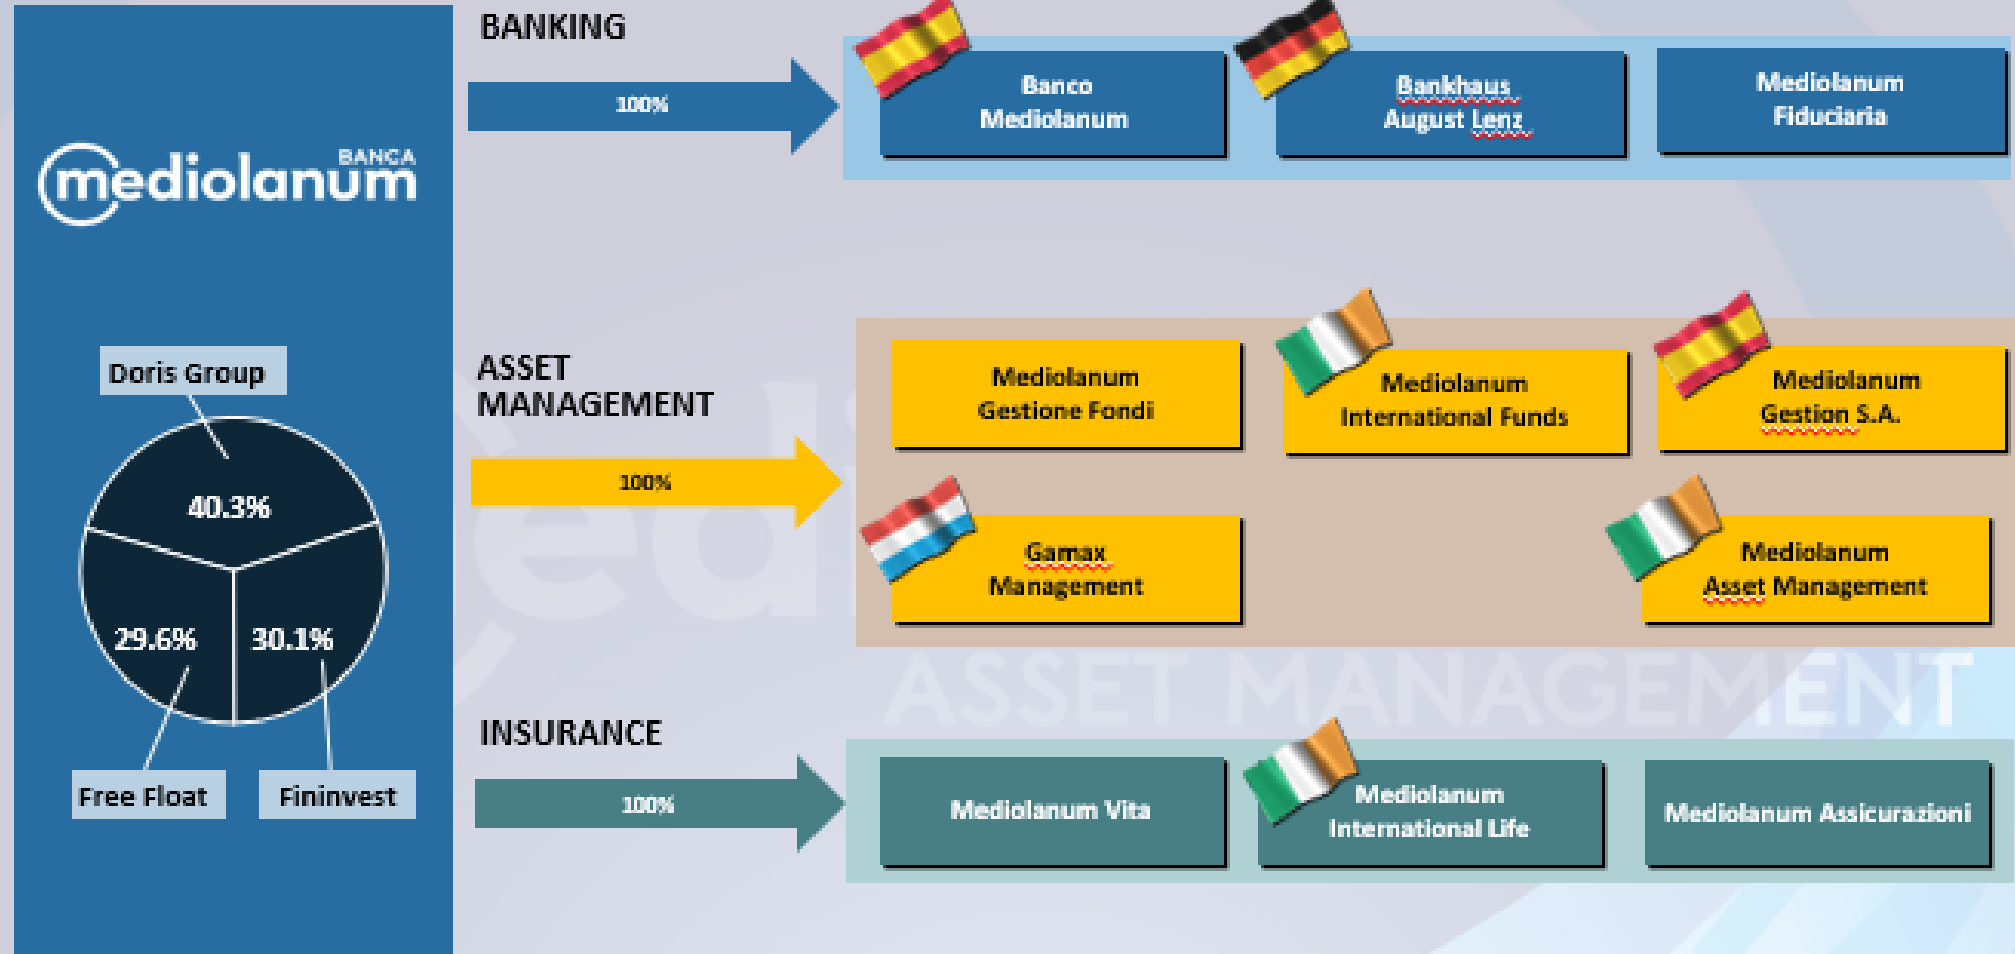 BANCA
mediolanum
Doris Group
40.3%
29.6%
30.1%
Free Float
Fininvest
BANKING
100%
Banco
Mediolanum
Bankhaus
August Lenz
Mediolanum
Fiduciaria
ASSET
MANAGEMENT
100%
Mediolanum
Gestione Fondi
Mediolanum
International Funds
Mediolanum
Gestion S.A.
Gamax
Management
Mediolanum
Asset Management
ASSET MANAGEMENT
INSURANCE
100%
Mediolanum Vita
Mediolanum
International Life
Mediolanum Assicurazioni